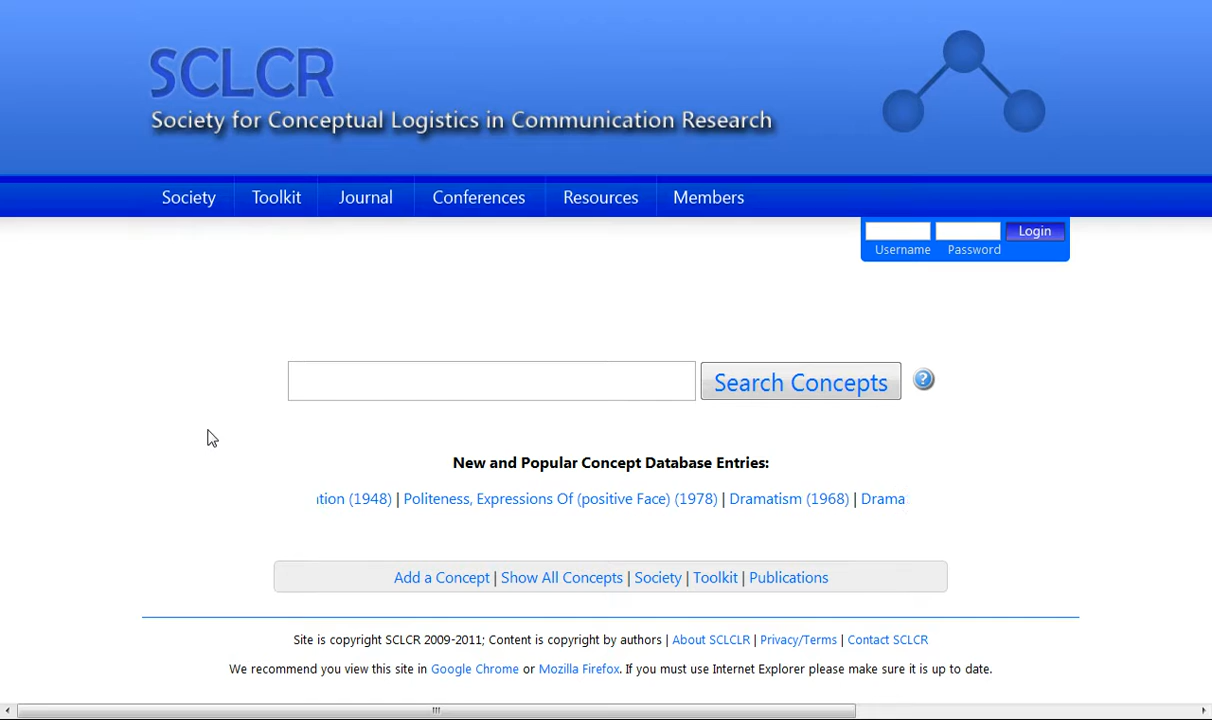 SCLCR
Society for Conceptual Logistics in Communication Research
Society Toolkit Journal Conferences Resources Members
Login
Username Password
Search Concepts ?
New and Popular Concept Database Entries:
tion (1948) | Politeness, Expressions Of (positive Face) (1978) | Dramatism (1968) | Drama
Add a Concept | Show All Concepts | Society | Toolkit | Publications
Site is copyright SCLCR 2009-2011; Content is copyright by authors | About SCLCLR | Privacy/Terms | Contact SCLCR
We recommend you view this site in Google Chrome or Mozilla Firefox. If you must use Internet Explorer please make sure it is up to date.